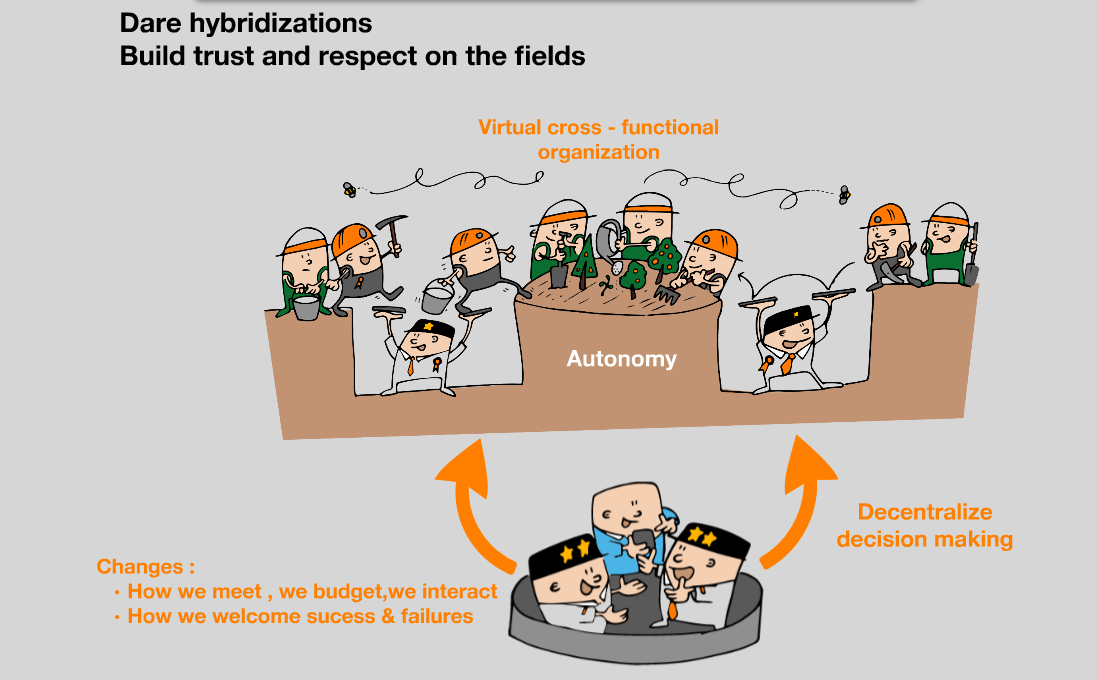 Dare hybridizations
Build trust and respect on the fields
Virtual cross - functional
organization
Autonomy
Decentralize
decision making
Changes :
· How we meet , we budget,we interact
· How we welcome sucess & failures